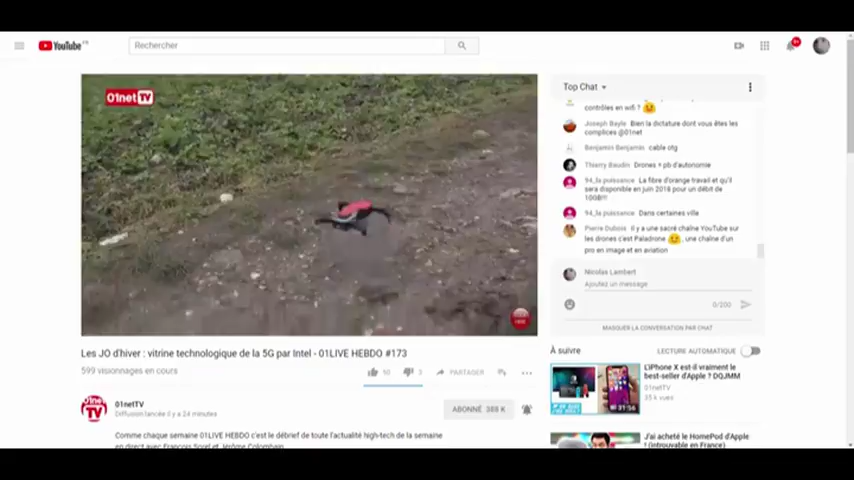 YouTube FR
Rechercher
9+
01net TV
Top Chat
contrôles en wifi ?
Joseph Bayle Bien la dictature dont vous êtes les
complices @01net
Benjamin Benjamin cable otg
Thierry Baudin Drones = pb d'autonomie
94_la puissance La fibre d'orange travail et qu'il
sera disponible en juin 2018 pour un débit de
10GB!!!
94_la puissance Dans certaines ville
Pierre Dubois Il y a une sacré chaîne YouTube sur
les drones c'est Paladrone , une chaîne d'un
pro en image et en aviation
Nicolas Lambert
Ajoutez un message
0/200
MASQUER LA CONVERSATION PAR CHAT
Les JO d'hiver : vitrine technologique de la 5G par Intel - 01LIVE HEBDO #173
599 visionnages en cours
PARTAGER
01netTV
Diffusion lancée il y a 24 minutes
ABONNÉ 388 K
Comme chaque semaine 01LIVE HEBDO c'est le débrief de toute l'actualité high-tech de la semaine
en direct avec François Sorel et Jérôme Colombain
À suivre
LECTURE AUTOMATIQUE
L'iPhone X est-il vraiment le
best-seller d'Apple ? DQJMM
01netTV
35 k vues
31:56
J'ai acheté le HomePod d'Apple
! (Introuvable en France)